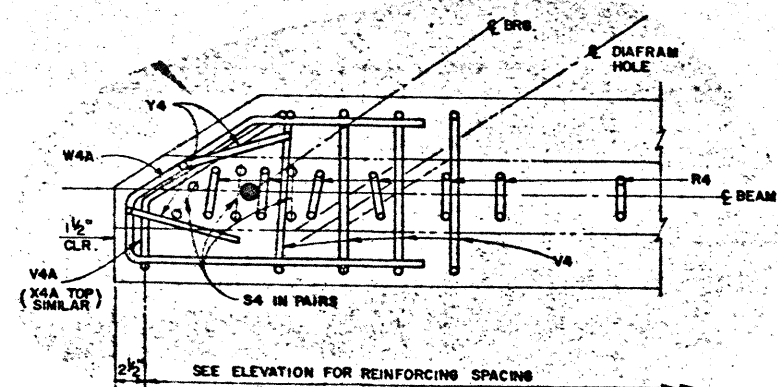 ℄ BRG.
℄ DIAFRAM
HOLE
Y4
W4A
R4
℄ BEAM
1½"
CLR.
V4A
(X4A TOP)
SIMILAR
V4
S4 IN PAIRS
2½"
SEE ELEVATION FOR REINFORCING SPACING